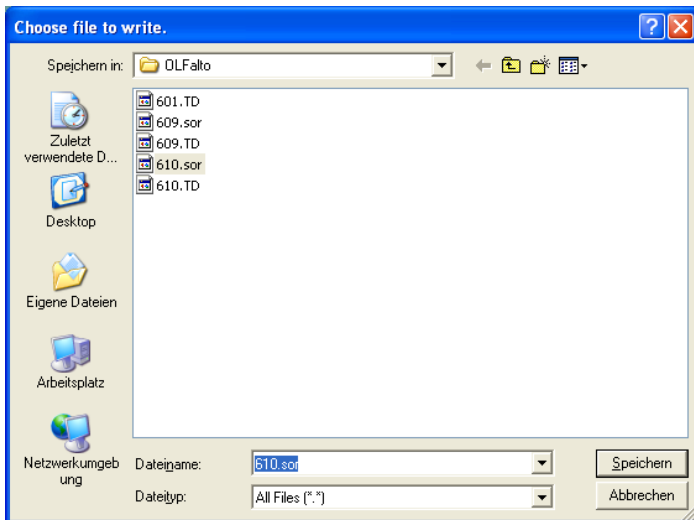 Choose file to write.
Speichern in: OLFalto
601.TD
609.sor
609.TD
610.sor
610.TD
Zuletzt
verwendete D...
Desktop
Eigene Dateien
Arbeitsplatz
Netzwerkumgeb
ung
Dateiname: 610.sor Speichern
Dateityp: All Files (*.*) Abbrechen